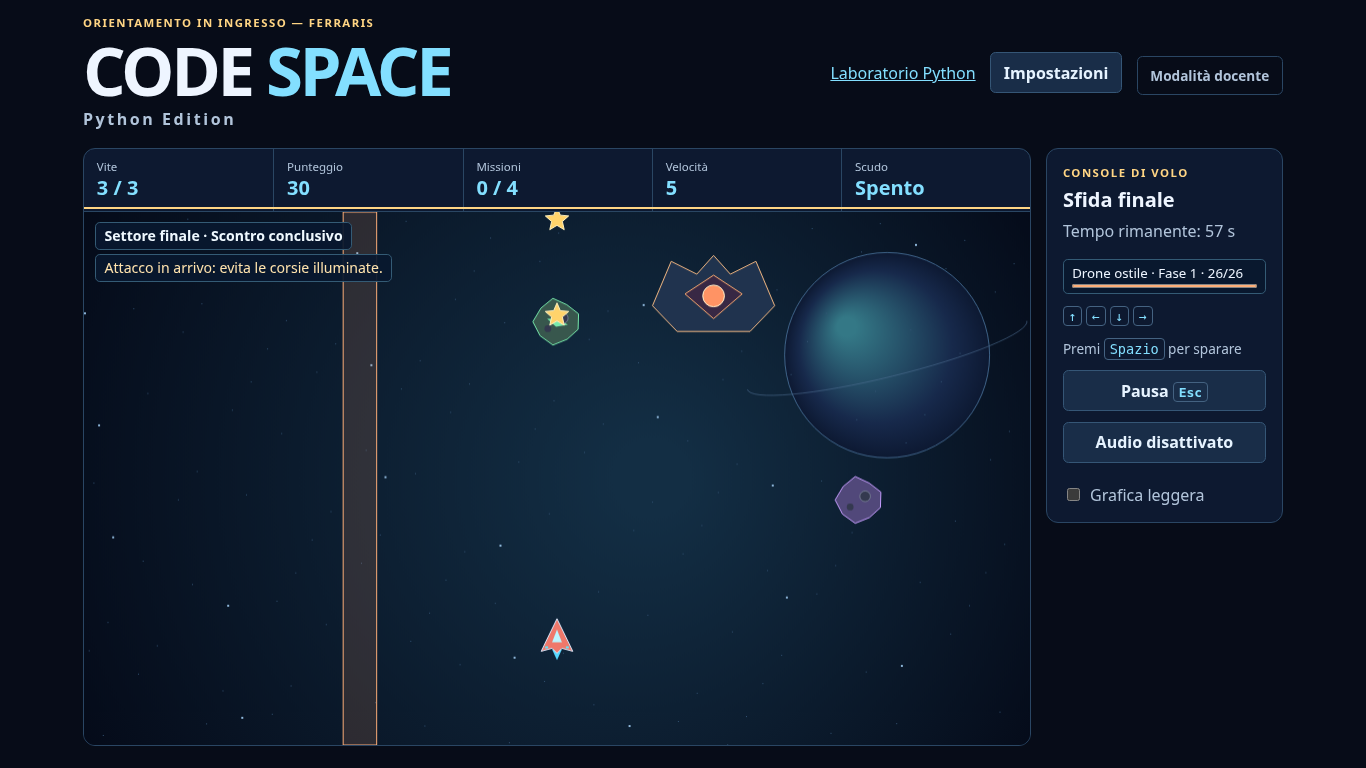 ORIENTAMENTO IN INGRESSO — FERRARIS
CODE SPACE
Python Edition
Laboratorio Python
Impostazioni
Modalità docente
Vite
3 / 3
Punteggio
30
Missioni
0 / 4
Velocità
5
Scudo
Spento
Settore finale · Scontro conclusivo
Attacco in arrivo: evita le corsie illuminate.
CONSOLE DI VOLO
Sfida finale
Tempo rimanente: 57 s
Drone ostile · Fase 1 · 26/26
↑ ← ↓ →
Premi Spazio per sparare
Pausa Esc
Audio disattivato
Grafica leggera